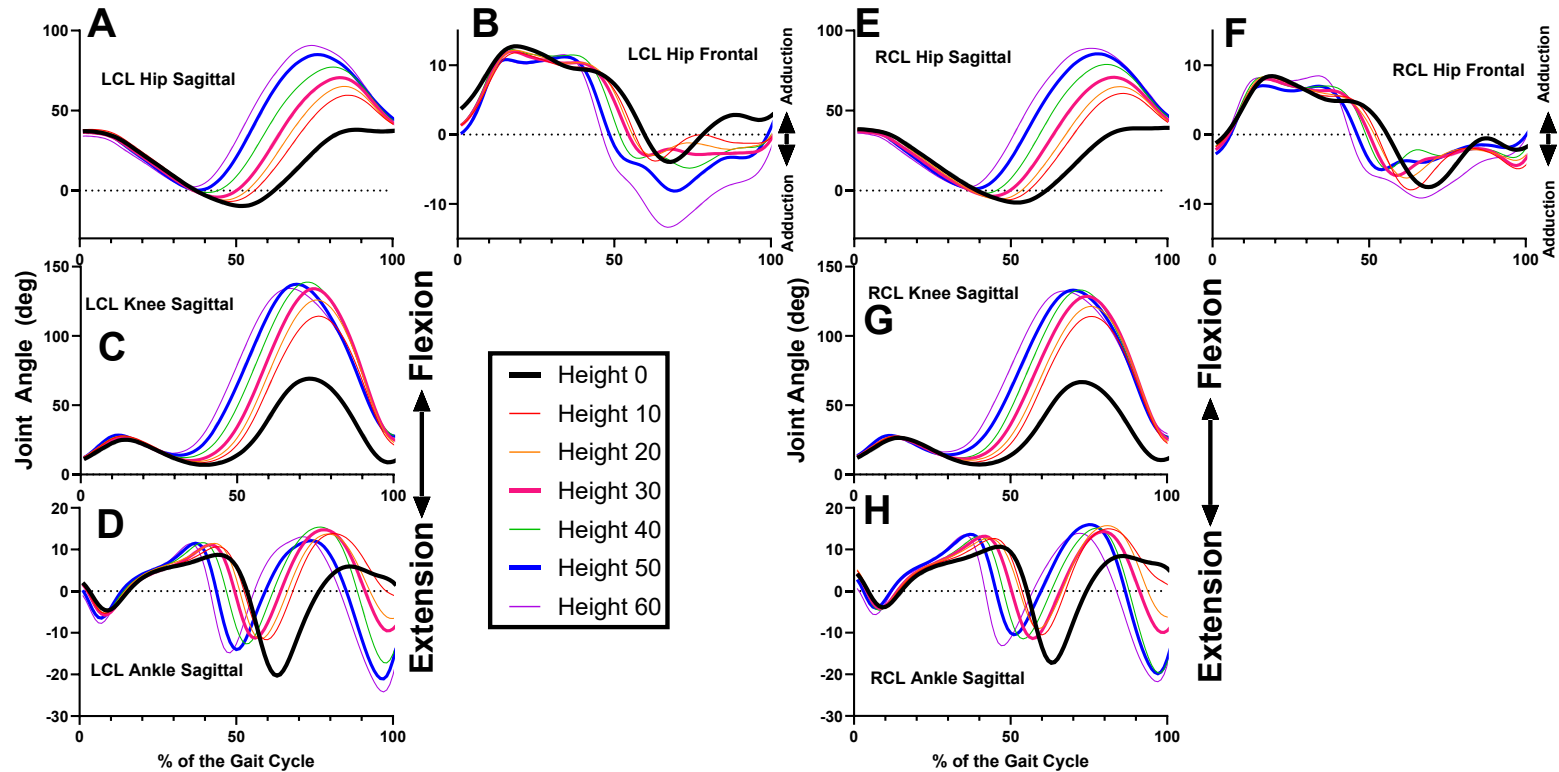 A
LCL Hip Sagittal
100
50
0
0
50
100
B
LCL Hip Frontal
10
0
-10
0
50
100
Adduction
Adduction
E
RCL Hip Sagittal
100
50
0
0
50
100
F
RCL Hip Frontal
10
0
-10
0
50
100
Adduction
Adduction
Joint Angle (deg)
LCL Knee Sagittal
C
150
100
50
0
0
50
100
Flexion
Extension
D
LCL Ankle Sagittal
20
10
0
-10
-20
-30
0
50
100
% of the Gait Cycle
Height 0
Height 10
Height 20
Height 30
Height 40
Height 50
Height 60
Joint Angle (deg)
RCL Knee Sagittal
G
150
100
50
0
0
50
100
Flexion
Extension
H
RCL Ankle Sagittal
20
10
0
-10
-20
-30
0
50
100
% of the Gait Cycle